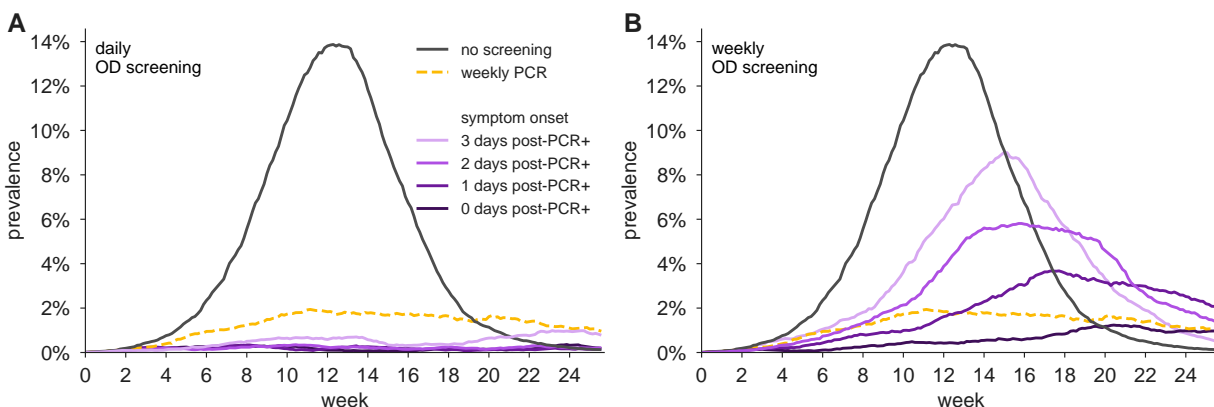 A
daily
OD screening
no screening
weekly PCR
symptom onset
3 days post-PCR+
2 days post-PCR+
1 days post-PCR+
0 days post-PCR+
prevalence
14%
12%
10%
8%
6%
4%
2%
0%
0 2 4 6 8 10 12 14 16 18 20 22 24
week
B
weekly
OD screening
prevalence
14%
12%
10%
8%
6%
4%
2%
0%
0 2 4 6 8 10 12 14 16 18 20 22 24
week